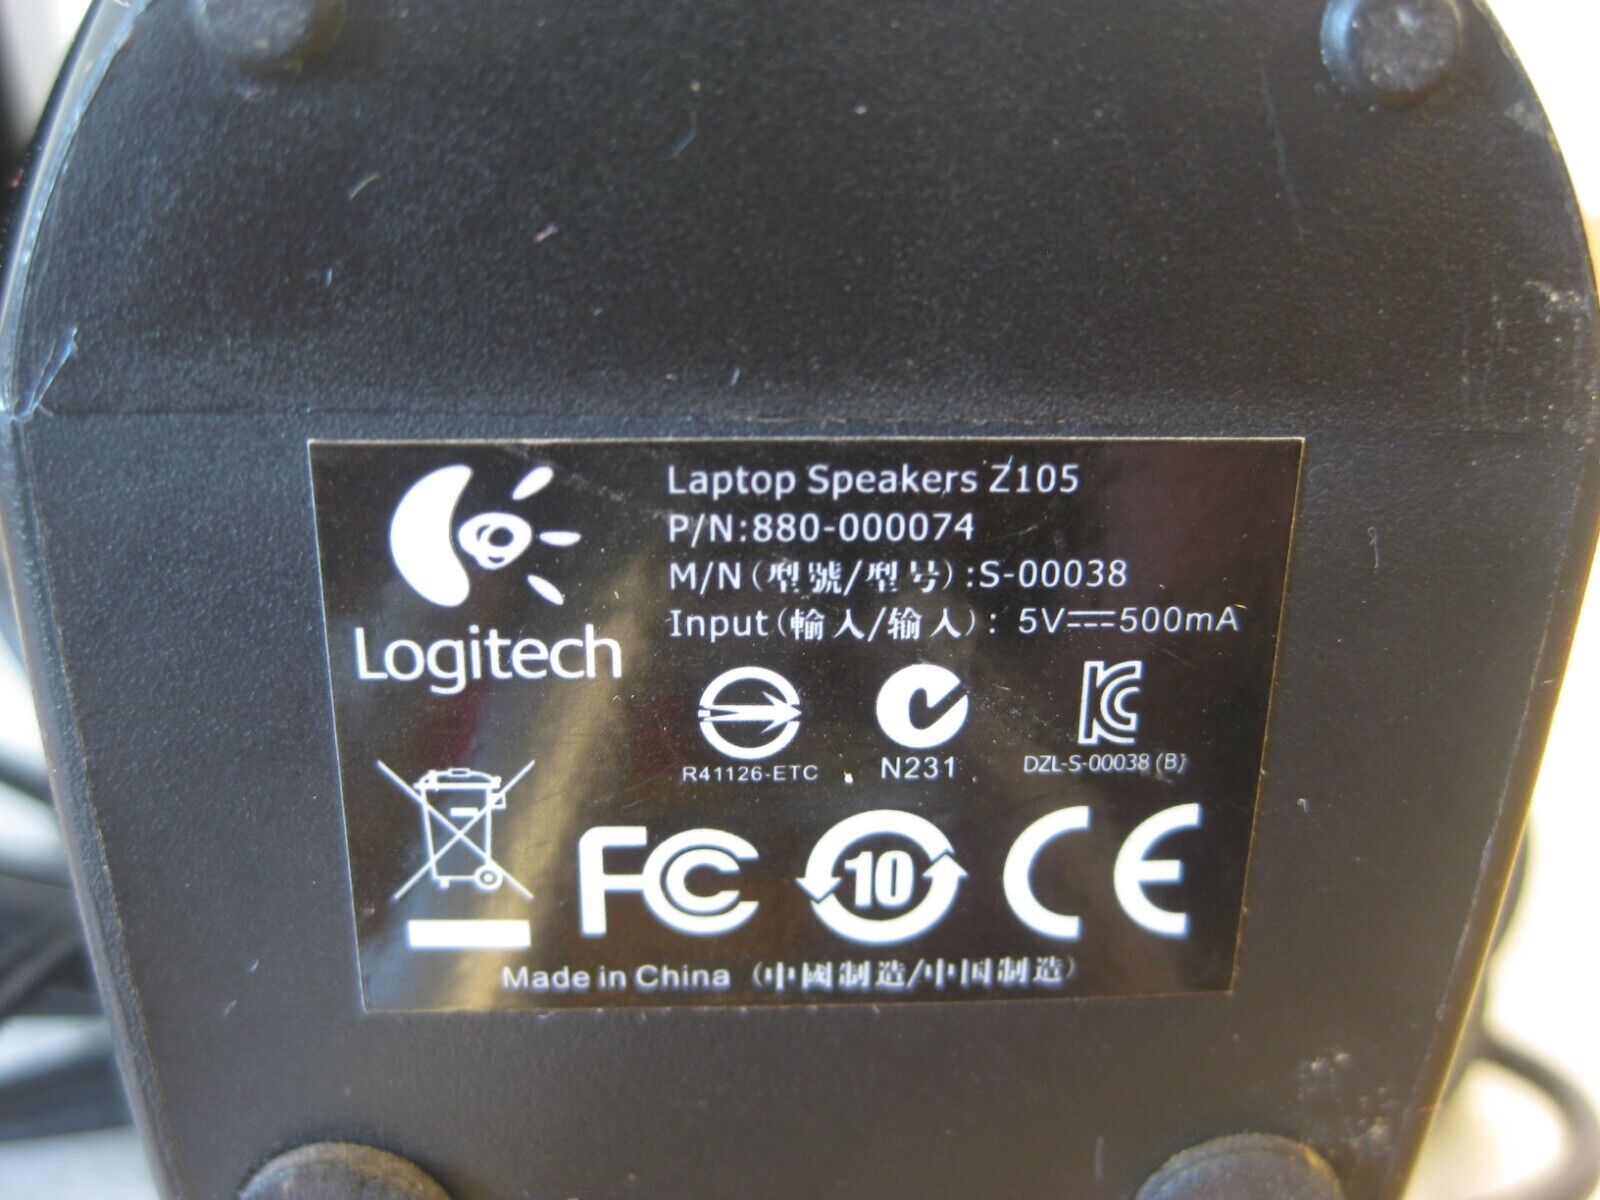 Laptop Speakers Z105
P/N:880-000074
M/N(型號/型号):S-00038
Input(輸入/输入): 5V⎓500mA
Logitech
R41126-ETC
N231
DZL-S-00038 (B)
FC
10
CE
Made in China (中國制造/中国制造)